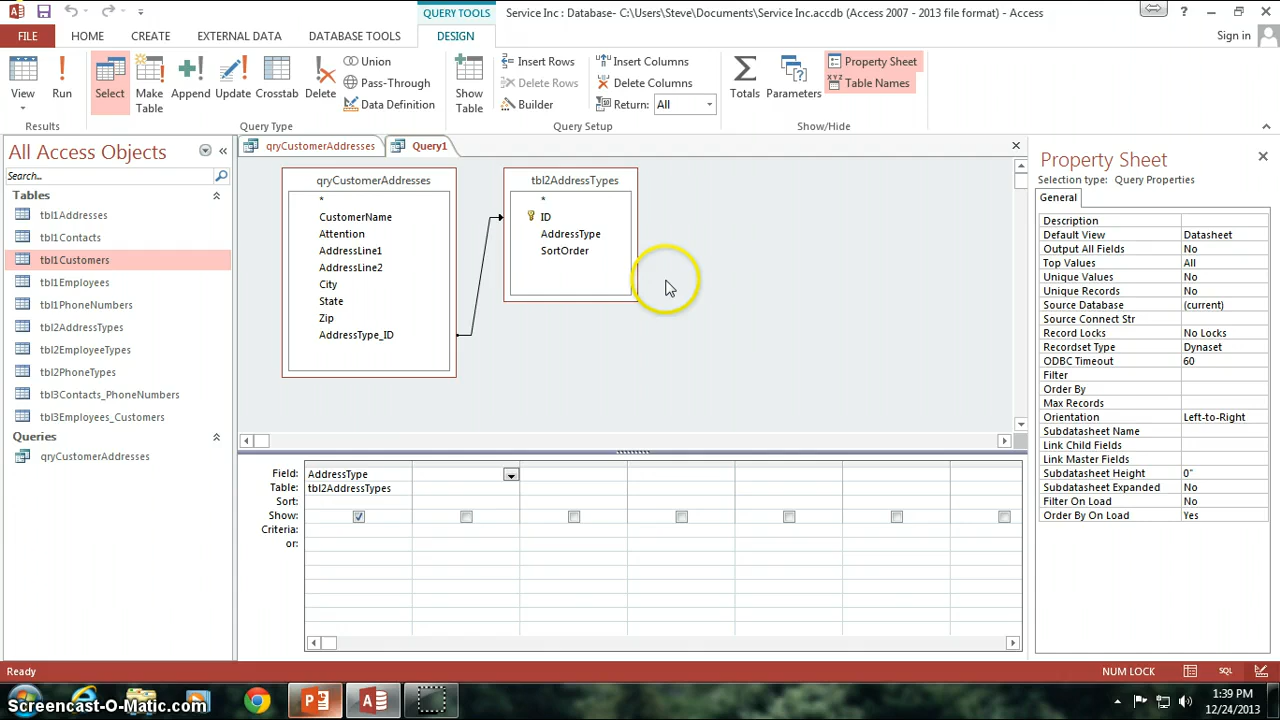 QUERY TOOLS
Service Inc : Database- C:\Users\Steve\Documents\Service Inc.accdb (Access 2007 - 2013 file format) - Access
FILE HOME CREATE EXTERNAL DATA DATABASE TOOLS DESIGN
Sign in
View Run
Results
Select Make Table Append Update Crosstab Delete
Union
Pass-Through
Data Definition
Query Type
Show Table
Insert Rows
Delete Rows
Builder
Insert Columns
Delete Columns
Return: All
Query Setup
Totals Parameters
Property Sheet
XYZ Table Names
Show/Hide
All Access Objects
Search...
Tables
tbl1Addresses
tbl1Contacts
tbl1Customers
tbl1Employees
tbl1PhoneNumbers
tbl2AddressTypes
tbl2EmployeeTypes
tbl2PhoneTypes
tbl3Contacts_PhoneNumbers
tbl3Employees_Customers
Queries
qryCustomerAddresses
qryCustomerAddresses Query1
qryCustomerAddresses
*
CustomerName
Attention
AddressLine1
AddressLine2
City
State
Zip
AddressType_ID
tbl2AddressTypes
*
ID
AddressType
SortOrder
Field: AddressType
Table: tbl2AddressTypes
Sort:
Show:
Criteria:
or:
Property Sheet
Selection type: Query Properties
General
Description
Default View Datasheet
Output All Fields No
Top Values All
Unique Values No
Unique Records No
Source Database (current)
Source Connect Str
Record Locks No Locks
Recordset Type Dynaset
ODBC Timeout 60
Filter
Order By
Max Records
Orientation Left-to-Right
Subdatasheet Name
Link Child Fields
Link Master Fields
Subdatasheet Height 0"
Subdatasheet Expanded No
Filter On Load No
Order By On Load Yes
Ready
NUM LOCK
SQL
Screencast-O-Matic.com
1:39 PM
12/24/2013